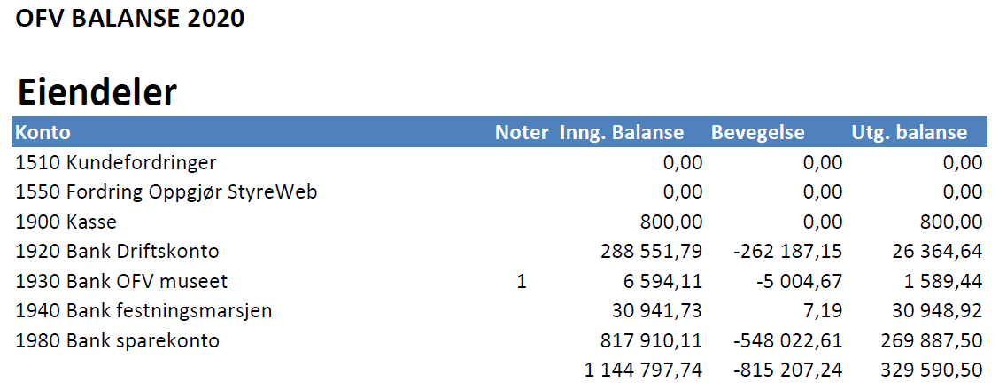 OFV BALANSE 2020
Eiendeler
Konto Noter Inng. Balanse Bevegelse Utg. balanse
1510 Kundefordringer 0,00 0,00 0,00
1550 Fordring Oppgjør StyreWeb 0,00 0,00 0,00
1900 Kasse 800,00 0,00 800,00
1920 Bank Driftskonto 288 551,79 -262 187,15 26 364,64
1930 Bank OFV museet 1 6 594,11 -5 004,67 1 589,44
1940 Bank festningsmarsjen 30 941,73 7,19 30 948,92
1980 Bank sparekonto 817 910,11 -548 022,61 269 887,50
1 144 797,74 -815 207,24 329 590,50